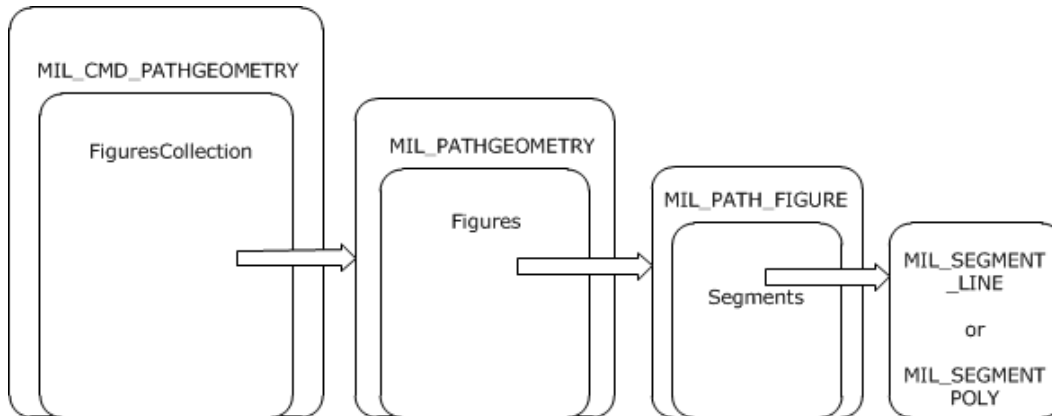 MIL_CMD_PATHGEOMETRY
FiguresCollection
MIL_PATHGEOMETRY
Figures
MIL_PATH_FIGURE
Segments
MIL_SEGMENT
_LINE
or
MIL_SEGMENT
POLY